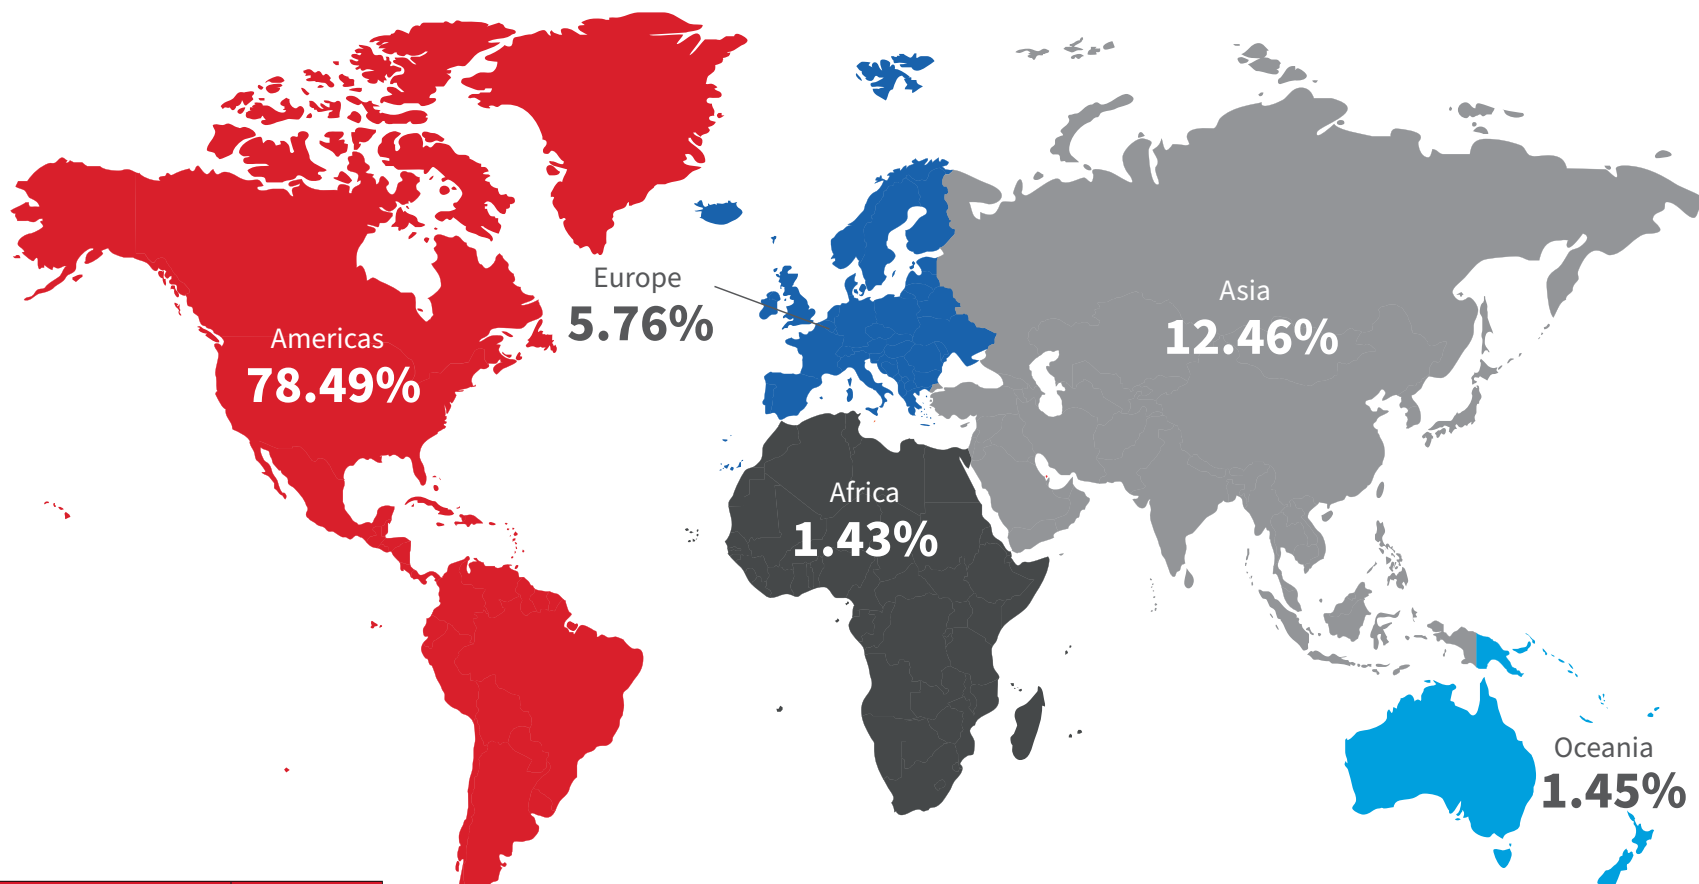 Europe
5.76%
Asia
12.46%
Americas
78.49%
Africa
1.43%
Oceania
1.45%